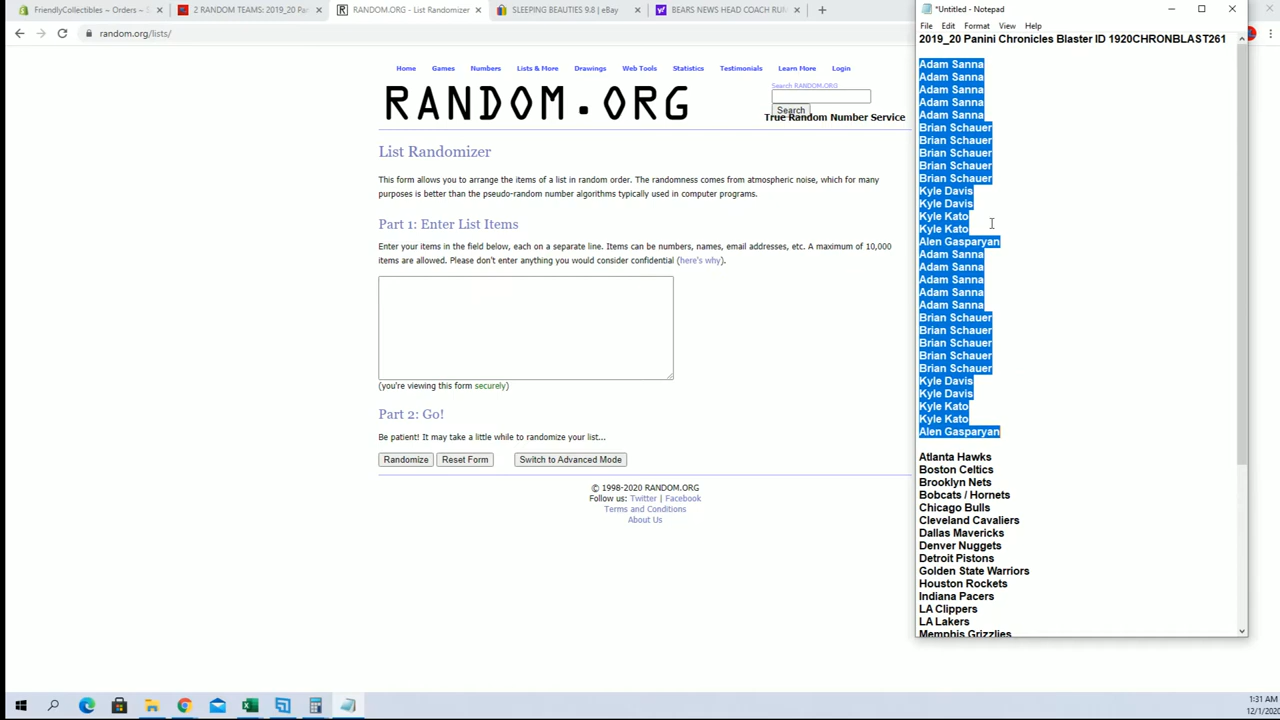 FriendlyCollectibles ~ Orders ~
2 RANDOM TEAMS: 2019_20 Pa
RANDOM.ORG - List Randomizer
SLEEPING BEAUTIES 9.8 | eBay
BEARS NEWS HEAD COACH RU
random.org/lists/
Home Games Numbers Lists & More Drawings Web Tools Statistics Testimonials Learn More Login
RANDOM.ORG
Search RANDOM.ORG
Search
True Random Number Service
List Randomizer
This form allows you to arrange the items of a list in random order. The randomness comes from atmospheric noise, which for many
purposes is better than the pseudo-random number algorithms typically used in computer programs.
Part 1: Enter List Items
Enter your items in the field below, each on a separate line. Items can be numbers, names, email addresses, etc. A maximum of 10,000
items are allowed. Please don't enter anything you would consider confidential (here's why).
(you're viewing this form securely)
Part 2: Go!
Be patient! It may take a little while to randomize your list...
Randomize Reset Form Switch to Advanced Mode
© 1998-2020 RANDOM.ORG
Follow us: Twitter | Facebook
Terms and Conditions
About Us
*Untitled - Notepad
File Edit Format View Help
2019_20 Panini Chronicles Blaster ID 1920CHRONBLAST261
Adam Sanna
Adam Sanna
Adam Sanna
Adam Sanna
Adam Sanna
Brian Schauer
Brian Schauer
Brian Schauer
Brian Schauer
Brian Schauer
Kyle Davis
Kyle Davis
Kyle Kato
Kyle Kato
Alen Gasparyan
Adam Sanna
Adam Sanna
Adam Sanna
Adam Sanna
Adam Sanna
Brian Schauer
Brian Schauer
Brian Schauer
Brian Schauer
Brian Schauer
Kyle Davis
Kyle Davis
Kyle Kato
Kyle Kato
Alen Gasparyan
Atlanta Hawks
Boston Celtics
Brooklyn Nets
Bobcats / Hornets
Chicago Bulls
Cleveland Cavaliers
Dallas Mavericks
Denver Nuggets
Detroit Pistons
Golden State Warriors
Houston Rockets
Indiana Pacers
LA Clippers
LA Lakers
Memphis Grizzlies
1:31 AM
12/1/2020